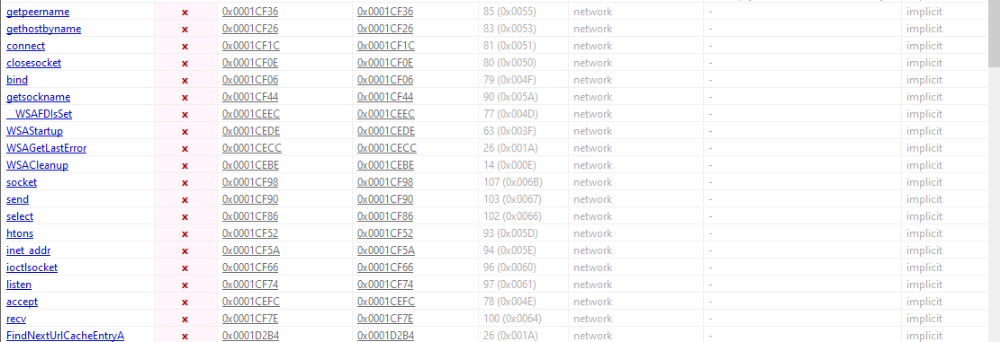 getpeername x 0x0001CF36 0x0001CF36 85 (0x0055) network - implicit
gethostbyname x 0x0001CF26 0x0001CF26 83 (0x0053) network - implicit
connect x 0x0001CF1C 0x0001CF1C 81 (0x0051) network - implicit
closesocket x 0x0001CF0E 0x0001CF0E 80 (0x0050) network - implicit
bind x 0x0001CF06 0x0001CF06 79 (0x004F) network - implicit
getsockname x 0x0001CF44 0x0001CF44 90 (0x005A) network - implicit
__WSAFDIsSet x 0x0001CEEC 0x0001CEEC 77 (0x004D) network - implicit
WSAStartup x 0x0001CEDE 0x0001CEDE 63 (0x003F) network - implicit
WSAGetLastError x 0x0001CECC 0x0001CECC 26 (0x001A) network - implicit
WSACleanup x 0x0001CEBE 0x0001CEBE 14 (0x000E) network - implicit
socket x 0x0001CF98 0x0001CF98 107 (0x006B) network - implicit
send x 0x0001CF90 0x0001CF90 103 (0x0067) network - implicit
select x 0x0001CF86 0x0001CF86 102 (0x0066) network - implicit
htons x 0x0001CF52 0x0001CF52 93 (0x005D) network - implicit
inet_addr x 0x0001CF5A 0x0001CF5A 94 (0x005E) network - implicit
ioctlsocket x 0x0001CF66 0x0001CF66 96 (0x0060) network - implicit
listen x 0x0001CF74 0x0001CF74 97 (0x0061) network - implicit
accept x 0x0001CEFC 0x0001CEFC 78 (0x004E) network - implicit
recv x 0x0001CF7E 0x0001CF7E 100 (0x0064) network - implicit
FindNextUrlCacheEntryA x 0x0001D2B4 0x0001D2B4 26 (0x001A) network - implicit